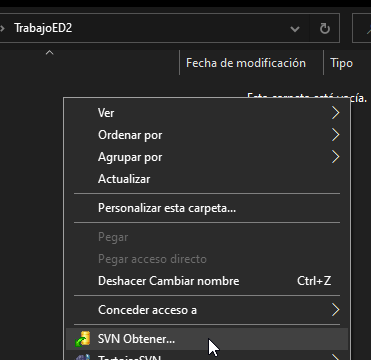 TrabajoED2
Fecha de modificación
Tipo
Esta carpeta está vacía.
Ver
Ordenar por
Agrupar por
Actualizar
Personalizar esta carpeta...
Pegar
Pegar acceso directo
Deshacer Cambiar nombre Ctrl+Z
Conceder acceso a
SVN Obtener...
TortoiseSVN